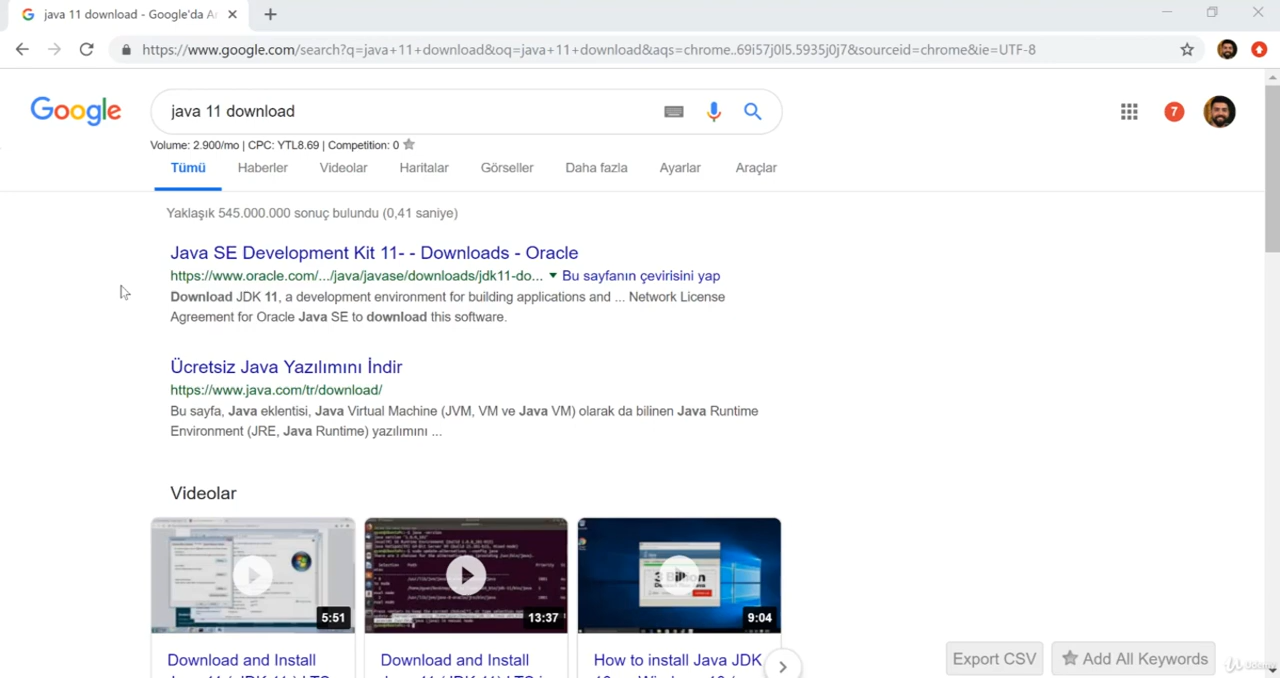 java 11 download - Google'da A
https://www.google.com/search?q=java+11+download&oq=java+11+download&aqs=chrome..69i57j0l5.5935j0j7&sourceid=chrome&ie=UTF-8
Google
java 11 download
7
Volume: 2.900/mo | CPC: YTL8.69 | Competition: 0
Tümü Haberler Videolar Haritalar Görseller Daha fazla Ayarlar Araçlar
Yaklaşık 545.000.000 sonuç bulundu (0,41 saniye)
Java SE Development Kit 11- - Downloads - Oracle
https://www.oracle.com/.../java/javase/downloads/jdk11-do... Bu sayfanın çevirisini yap
Download JDK 11, a development environment for building applications and ... Network License
Agreement for Oracle Java SE to download this software.
Ücretsiz Java Yazılımını İndir
https://www.java.com/tr/download/
Bu sayfa, Java eklentisi, Java Virtual Machine (JVM, VM ve Java VM) olarak da bilinen Java Runtime
Environment (JRE, Java Runtime) yazılımını ...
Videolar
3 Billion
5:51 13:37 9:04
Download and Install Download and Install How to install Java JDK
Export CSV Add All Keywords
Udemy